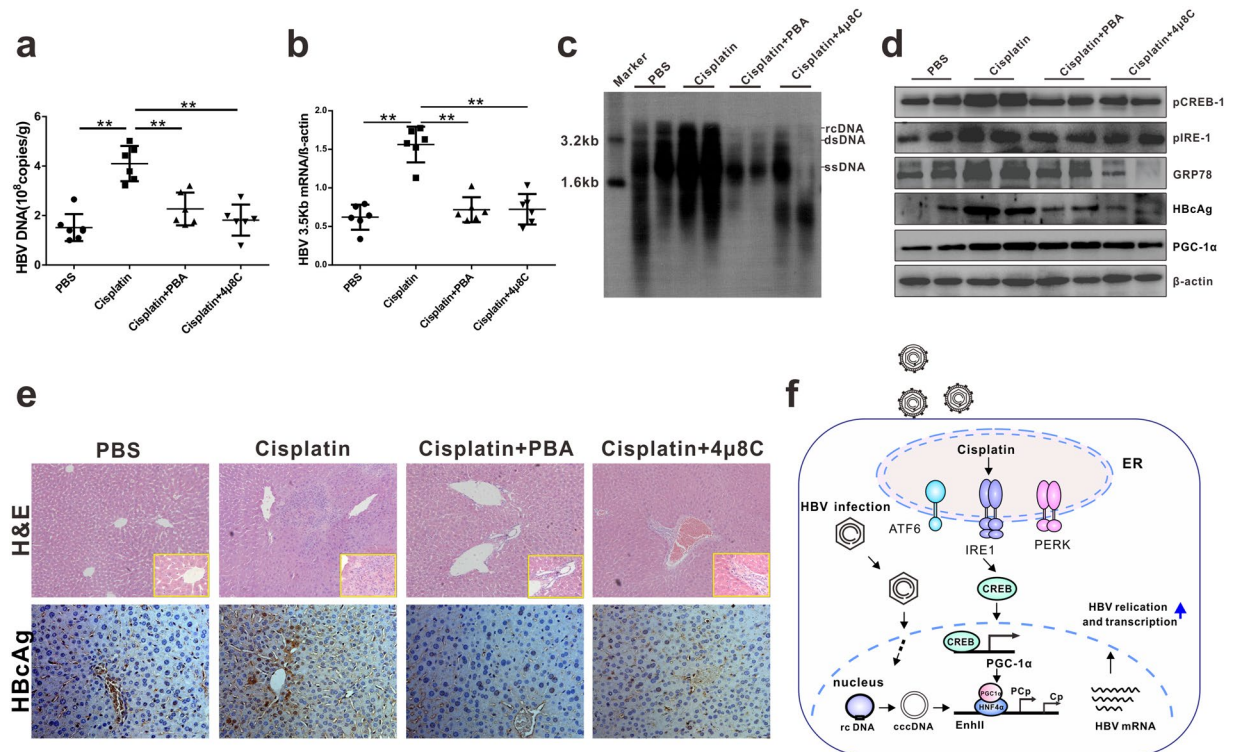 a
HBV DNA(10⁸copies/g)
6
4
2
0
PBS
Cisplatin
Cisplatin+PBA
Cisplatin+4μ8C
**
**
**
b
HBV 3.5Kb mRNA/ß-actin
2.0
1.5
1.0
0.5
0.0
PBS
Cisplatin
Cisplatin+PBA
Cisplatin+4μ8C
**
**
**
c
Marker
PBS
Cisplatin
Cisplatin+PBA
Cisplatin+4μ8C
3.2kb
1.6kb
rcDNA
dsDNA
ssDNA
d
PBS
Cisplatin
Cisplatin+PBA
Cisplatin+4μ8C
pCREB-1
pIRE-1
GRP78
HBcAg
PGC-1α
β-actin
e
PBS
Cisplatin
Cisplatin+PBA
Cisplatin+4μ8C
H&E
HBcAg
f
Cisplatin
ER
HBV infection
ATF6
IRE1
PERK
CREB
HBV relication
and transcription
CREB
PGC-1α
nucleus
PGC1α
HNF4α
PCp
Cp
rc DNA
cccDNA
EnhII
HBV mRNA